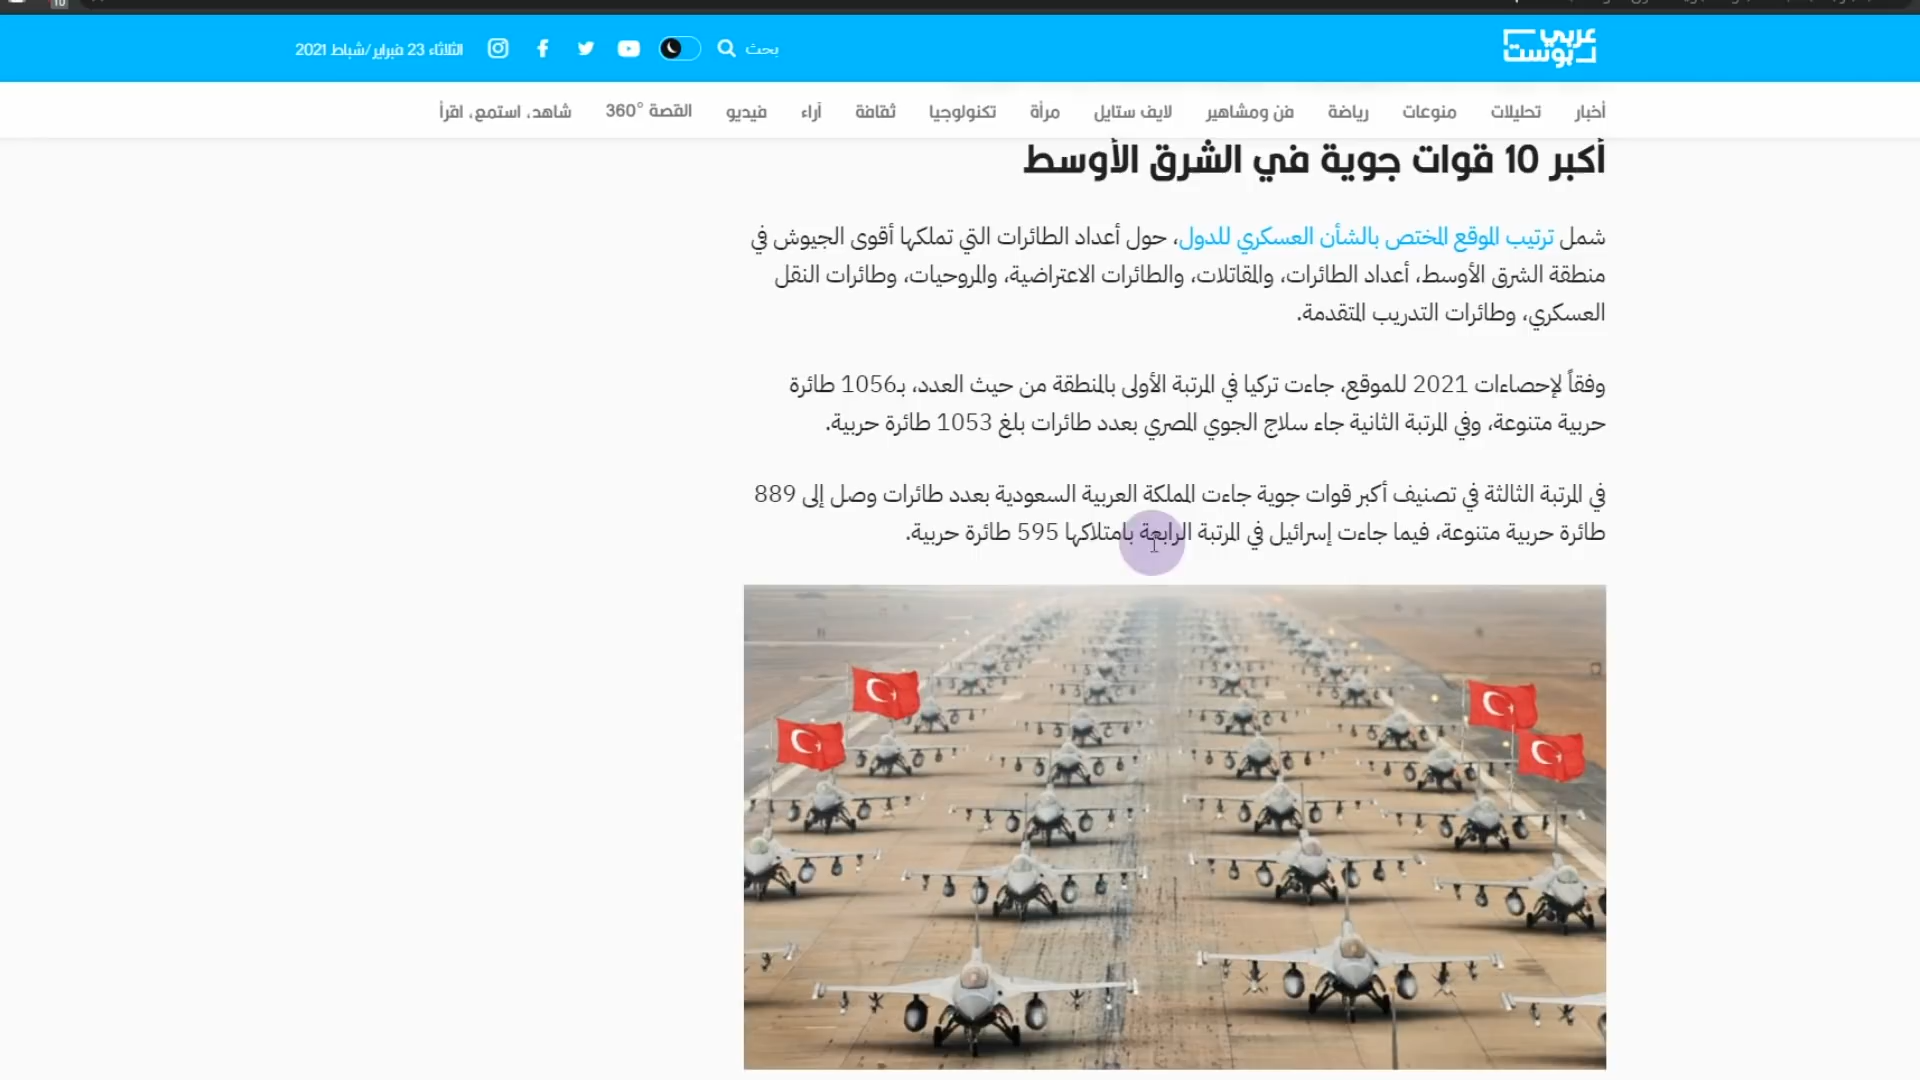 عربي
بوست
بحث
الثلاثاء 23 فبراير/شباط 2021
أخبار تحليلات منوعات رياضة فن ومشاهير لايف ستايل مرأة تكنولوجيا ثقافة آراء فيديو القصة °360 شاهد، استمع، اقرأ
أكبر 10 قوات جوية في الشرق الأوسط
شمل ترتيب الموقع المختص بالشأن العسكري للدول، حول أعداد الطائرات التي تملكها أقوى الجيوش في
منطقة الشرق الأوسط، أعداد الطائرات، والمقاتلات، والطائرات الاعتراضية، والمروحيات، وطائرات النقل
العسكري، وطائرات التدريب المتقدمة.
وفقاً لإحصاءات 2021 للموقع، جاءت تركيا في المرتبة الأولى بالمنطقة من حيث العدد، بـ1056 طائرة
حربية متنوعة، وفي المرتبة الثانية جاء سلاح الجوي المصري بعدد طائرات بلغ 1053 طائرة حربية.
في المرتبة الثالثة في تصنيف أكبر قوات جوية جاءت المملكة العربية السعودية بعدد طائرات وصل إلى 889
طائرة حربية متنوعة، فيما جاءت إسرائيل في المرتبة الرابعة بامتلاكها 595 طائرة حربية.